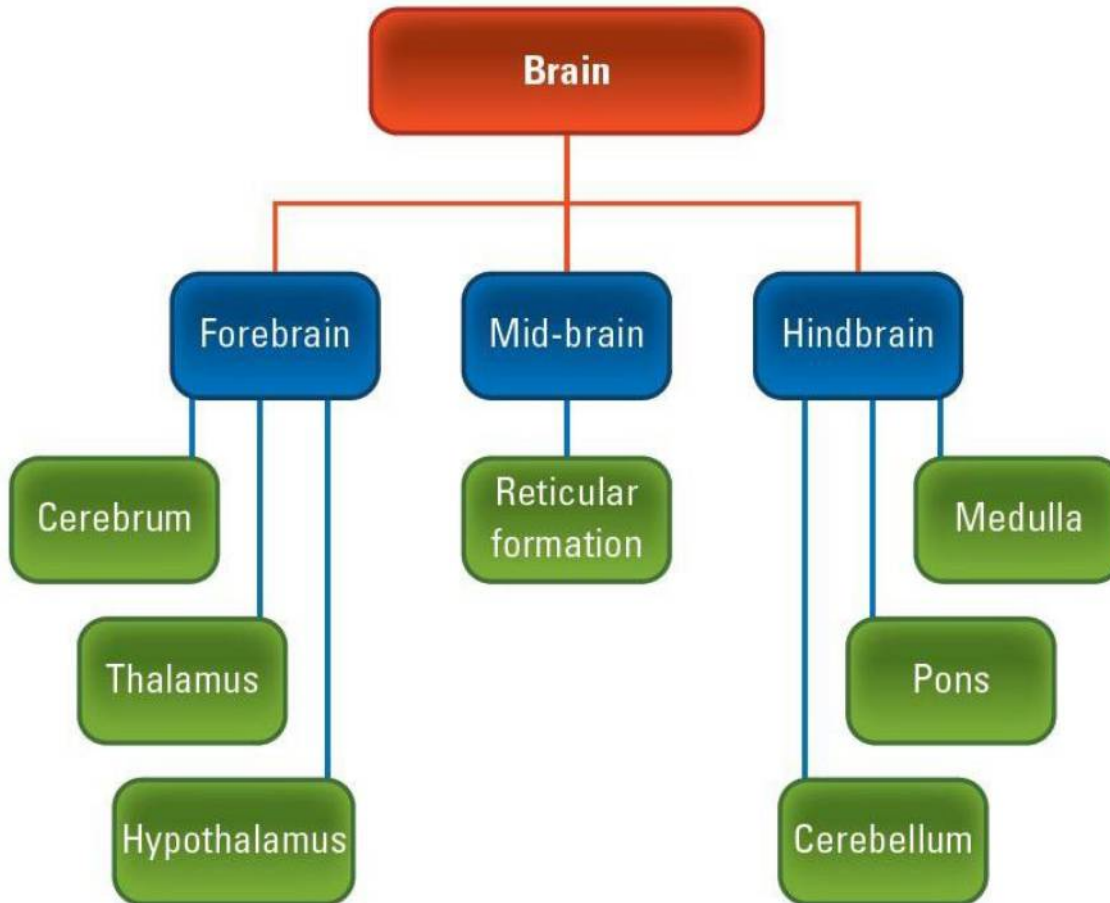 Brain
Forebrain
Mid-brain
Hindbrain
Cerebrum
Reticular
formation
Medulla
Thalamus
Pons
Hypothalamus
Cerebellum